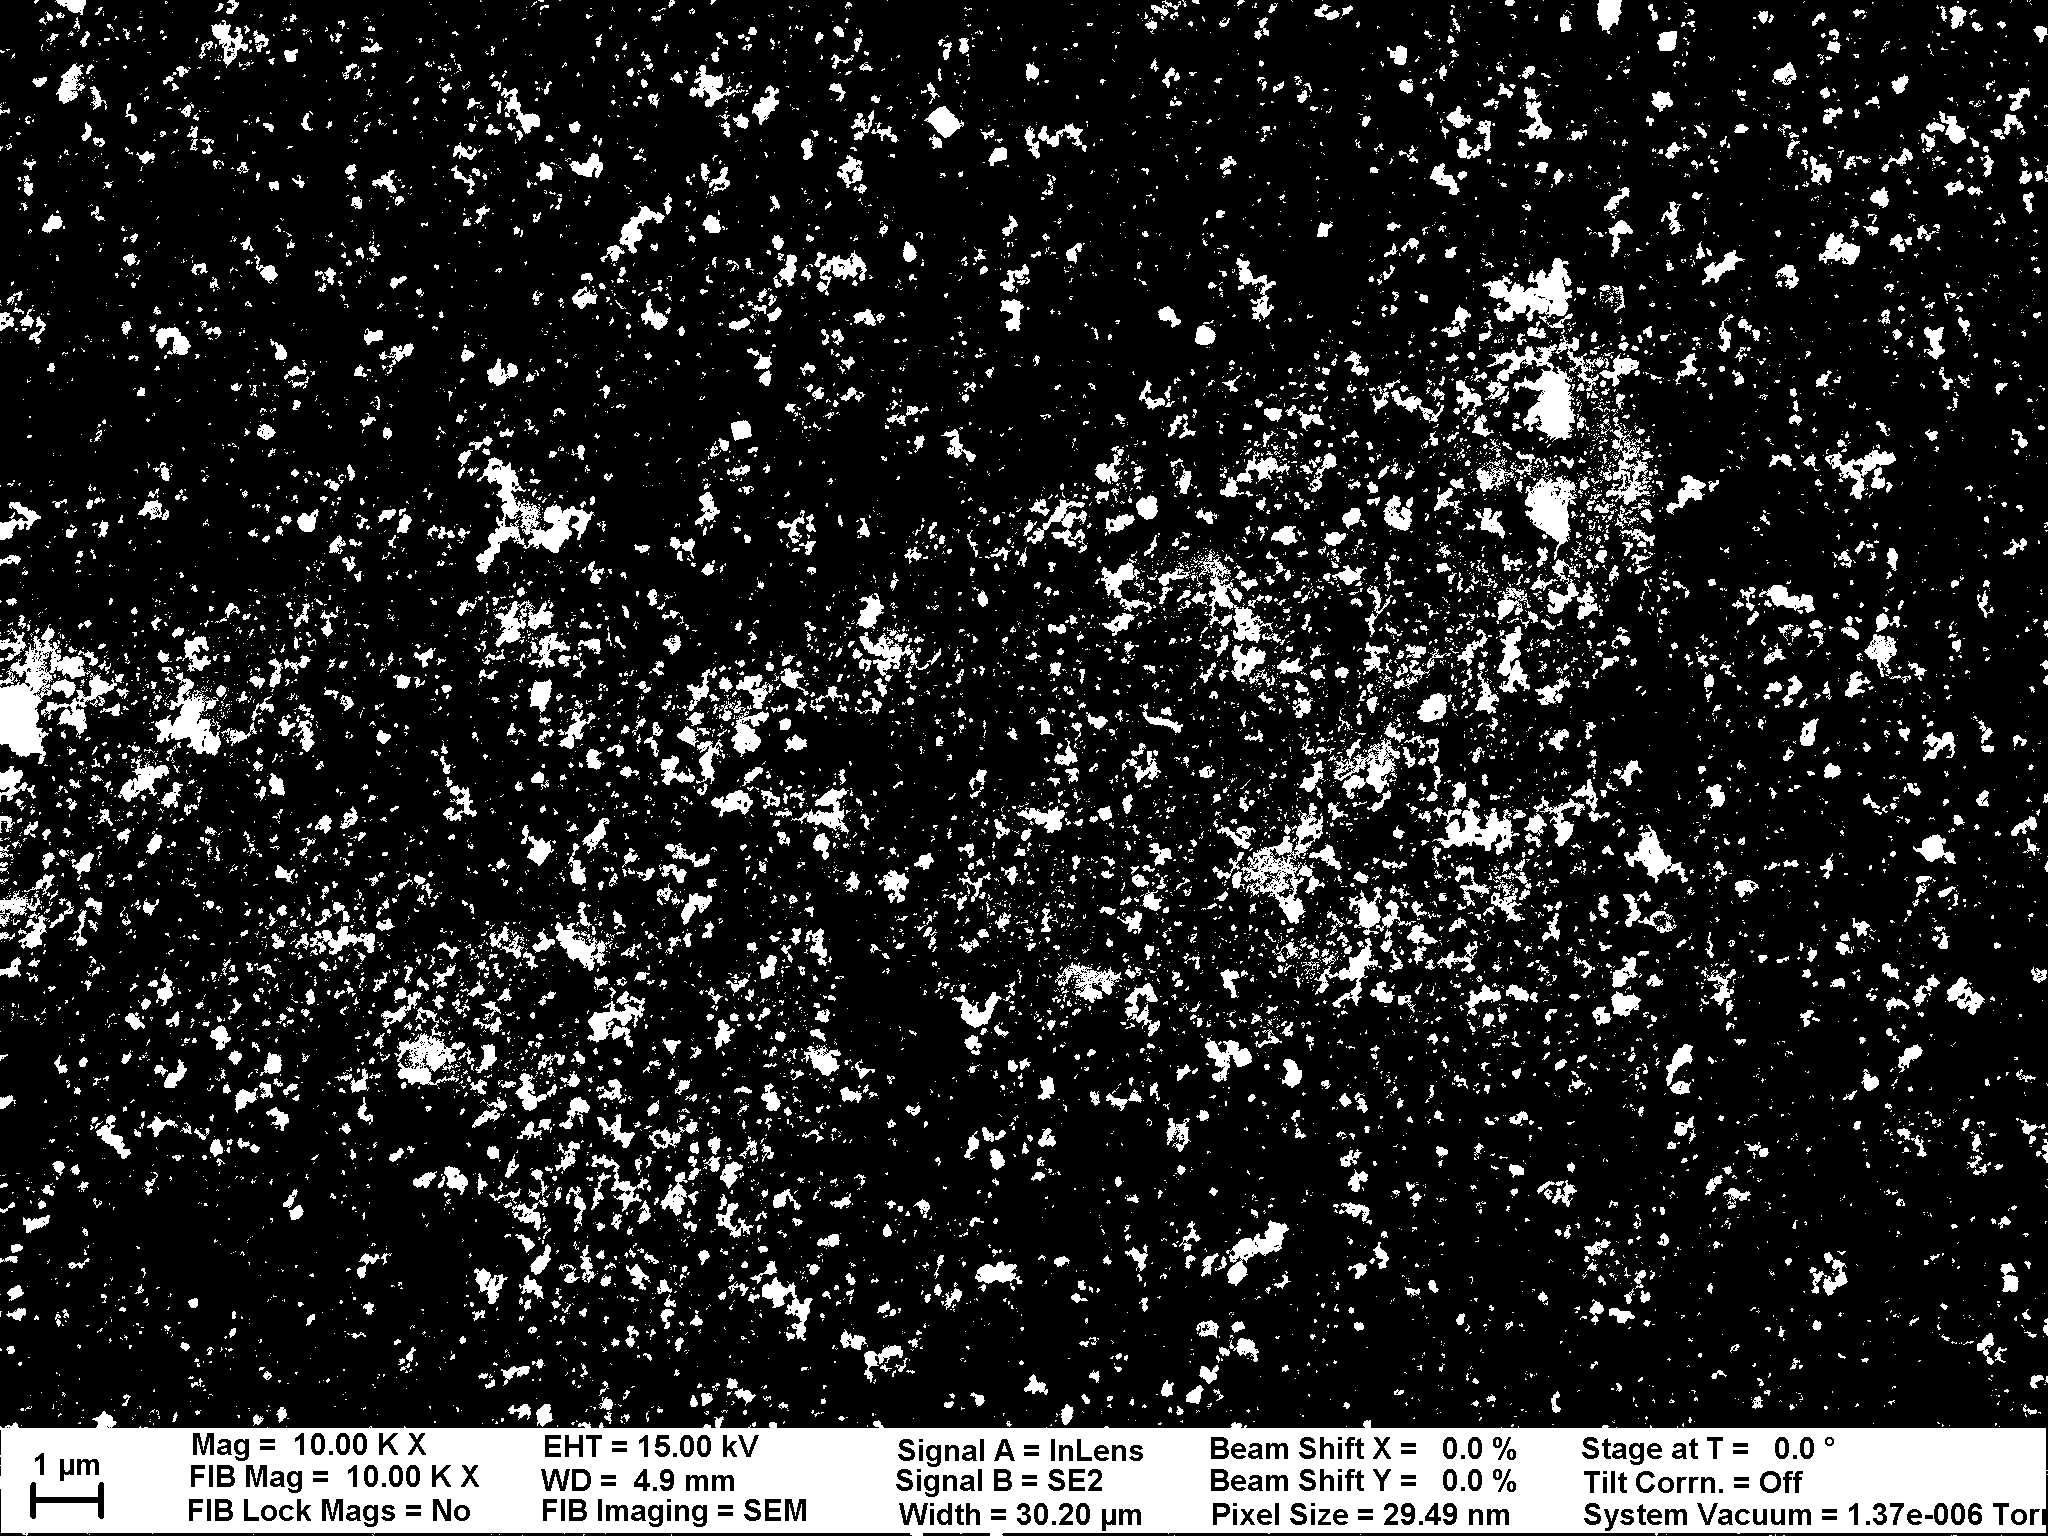 1 µm
Mag = 10.00 K X
FIB Mag = 10.00 K X
FIB Lock Mags = No
EHT = 15.00 kV
WD = 4.9 mm
FIB Imaging = SEM
Signal A = InLens
Signal B = SE2
Width = 30.20 µm
Beam Shift X = 0.0 %
Beam Shift Y = 0.0 %
Pixel Size = 29.49 nm
Stage at T = 0.0 °
Tilt Corrn. = Off
System Vacuum = 1.37e-006 Torr